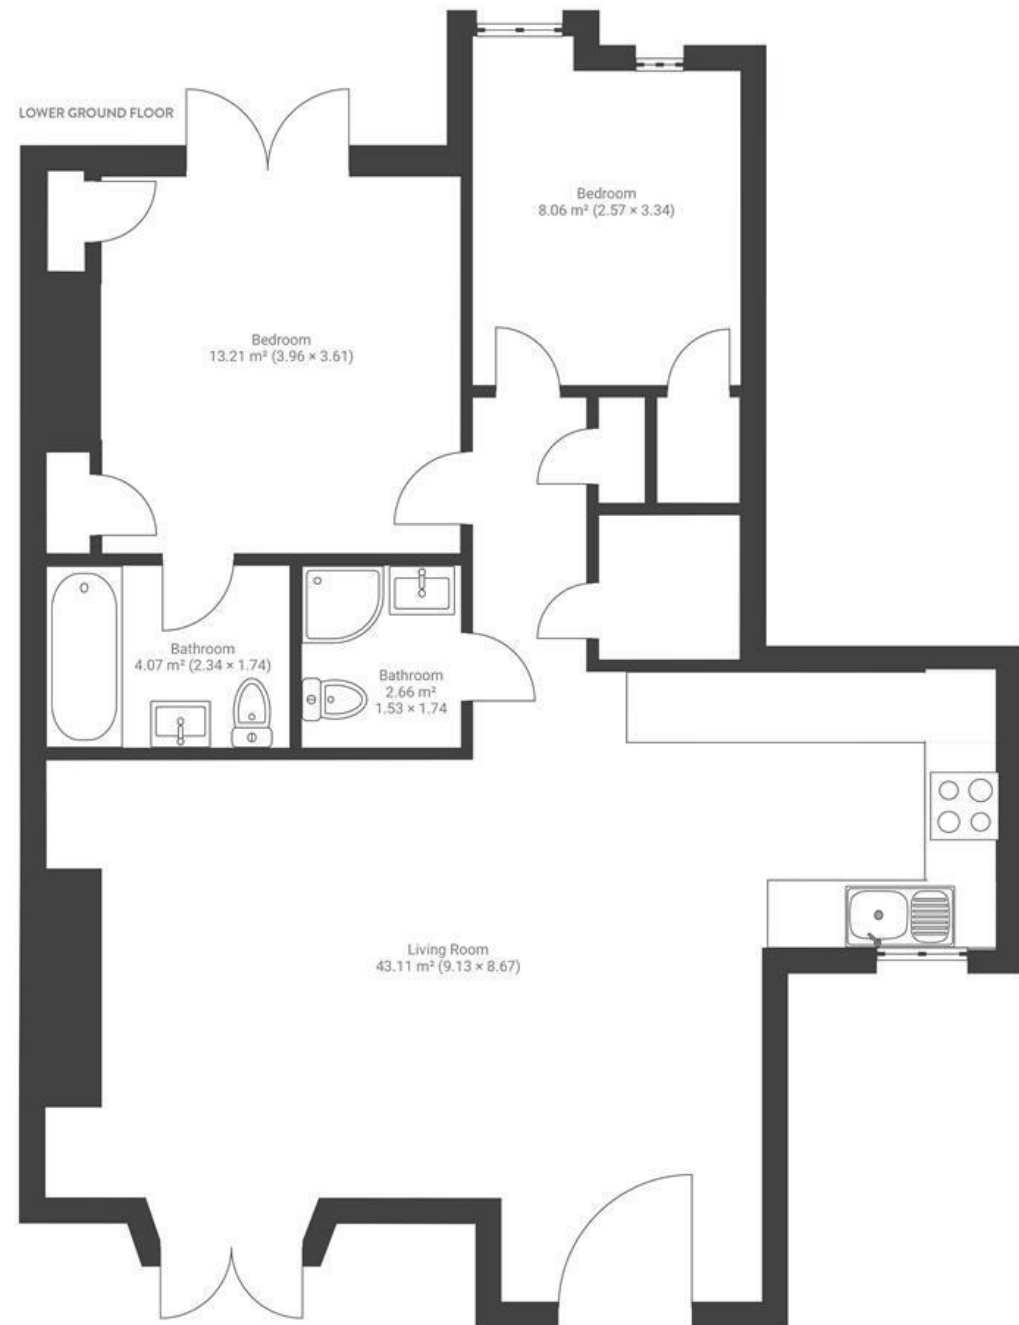 LOWER GROUND FLOOR
Bedroom
8.06 m² (2.57 × 3.34)
Bedroom
13.21 m² (3.96 × 3.61)
Bathroom
4.07 m² (2.34 × 1.74)
Bathroom
2.66 m²
1.53 × 1.74
Living Room
43.11 m² (9.13 × 8.67)